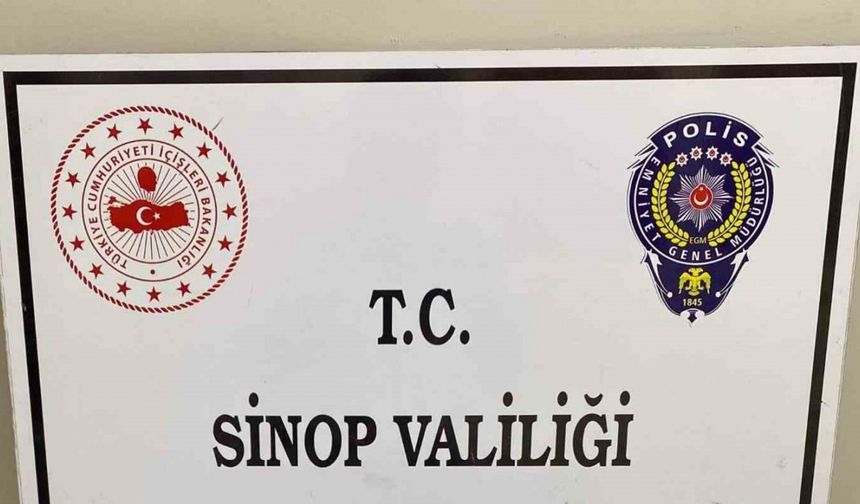 TÜRKİYE CUMHURİYETİ İÇİŞLERİ BAKANLIĞI
POLİS
EMNİYET GENEL MÜDÜRLÜĞÜ
EGM
1845
T.C.
SİNOP VALİLİĞİ